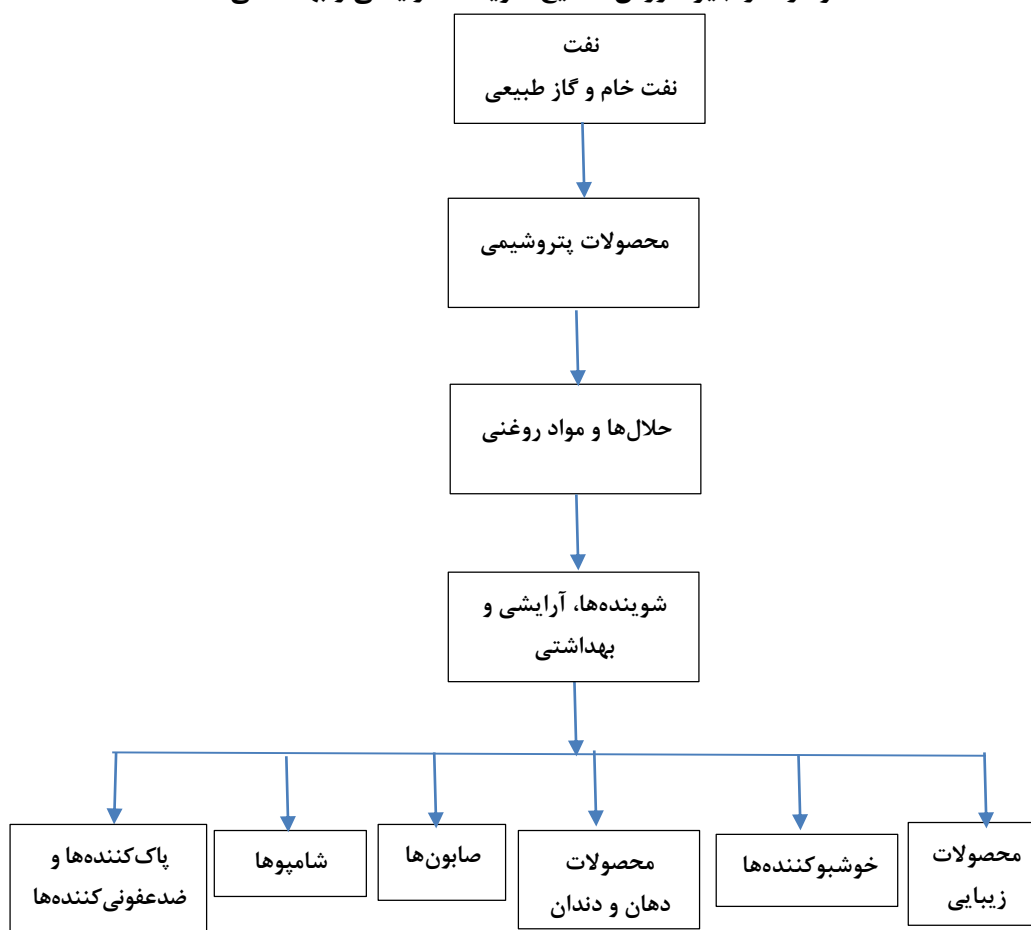 نفت
نفت خام و گاز طبیعی
محصولات پتروشیمی
حلال‌ها و مواد روغنی
شوینده‌ها، آرایشی و
بهداشتی
محصولات
زیبایی
خوشبوکننده‌ها
محصولات
دهان و دندان
صابون‌ها
شامپوها
پاک‌کننده‌ها و
ضدعفونی‌کننده‌ها